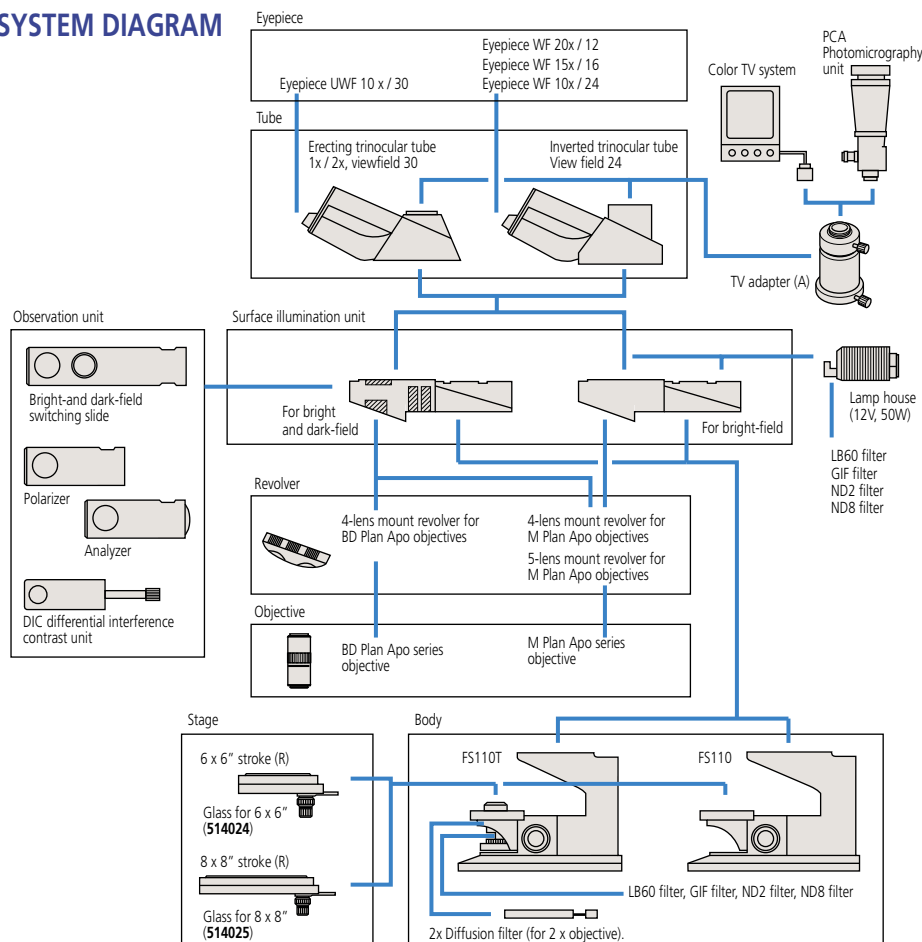 SYSTEM DIAGRAM
Eyepiece
Eyepiece UWF 10 x / 30
Eyepiece WF 20x / 12
Eyepiece WF 15x / 16
Eyepiece WF 10x / 24
Color TV system
PCA
Photomicrography
unit
Tube
Erecting trinocular tube
1x / 2x, viewfield 30
Inverted trinocular tube
View field 24
TV adapter (A)
Observation unit
Bright-and dark-field
switching slide
Polarizer
Analyzer
DIC differential interference
contrast unit
Surface illumination unit
For bright
and dark-field
For bright-field
Lamp house
(12V, 50W)
LB60 filter
GIF filter
ND2 filter
ND8 filter
Revolver
4-lens mount revolver for
BD Plan Apo objectives
4-lens mount revolver for
M Plan Apo objectives
5-lens mount revolver for
M Plan Apo objectives
Objective
BD Plan Apo series
objective
M Plan Apo series
objective
Stage
6 x 6" stroke (R)
Glass for 6 x 6"
(514024)
8 x 8" stroke (R)
Glass for 8 x 8"
(514025)
Body
FS110T
FS110
LB60 filter, GIF filter, ND2 filter, ND8 filter
2x Diffusion filter (for 2 x objective).